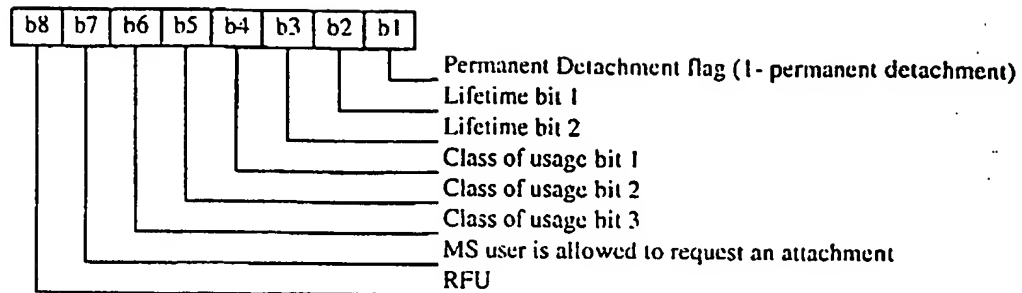 b8 b7 b6 b5 b4 b3 b2 b1
Permanent Detachment flag (1- permanent detachment)
Lifetime bit 1
Lifetime bit 2
Class of usage bit 1
Class of usage bit 2
Class of usage bit 3
MS user is allowed to request an attachment
RFU